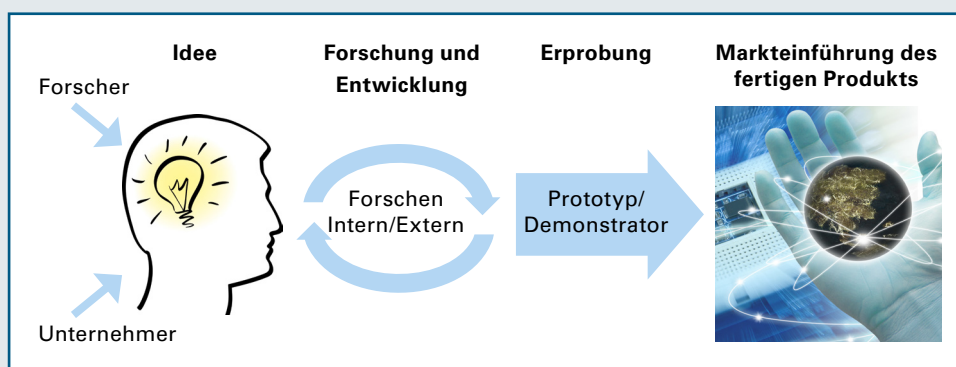 Idee
Forschung und
Entwicklung
Erprobung
Markteinführung des
fertigen Produkts
Forscher
Unternehmer
Forschen
Intern/Extern
Prototyp/
Demonstrator